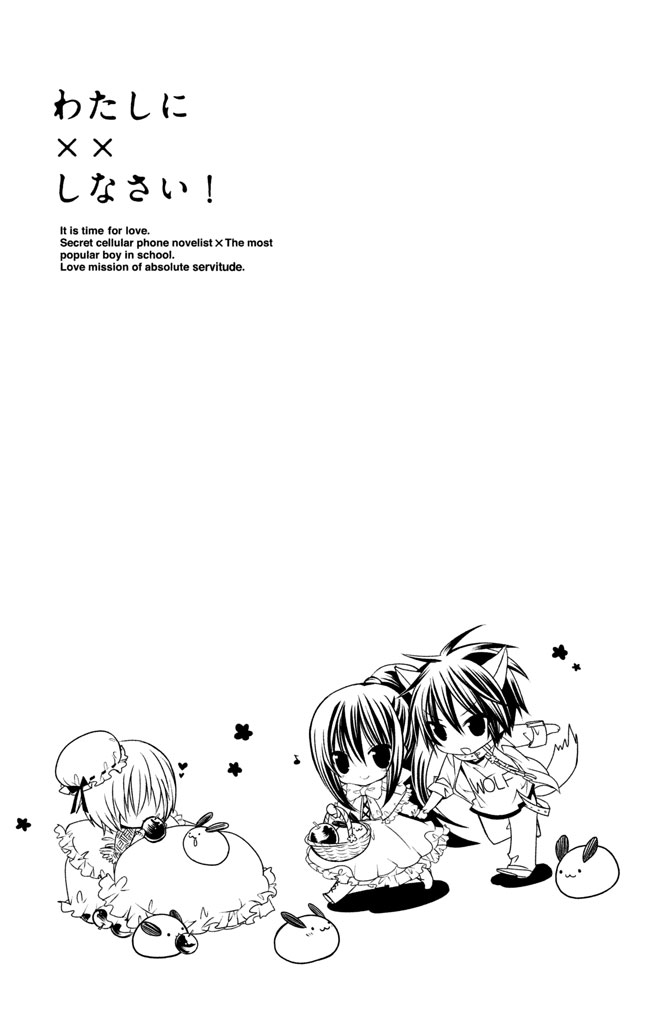 わたしに
××
しなさい！
It is time for love.
Secret cellular phone novelist×The most
popular boy in school.
Love mission of absolute servitude.
WOLF